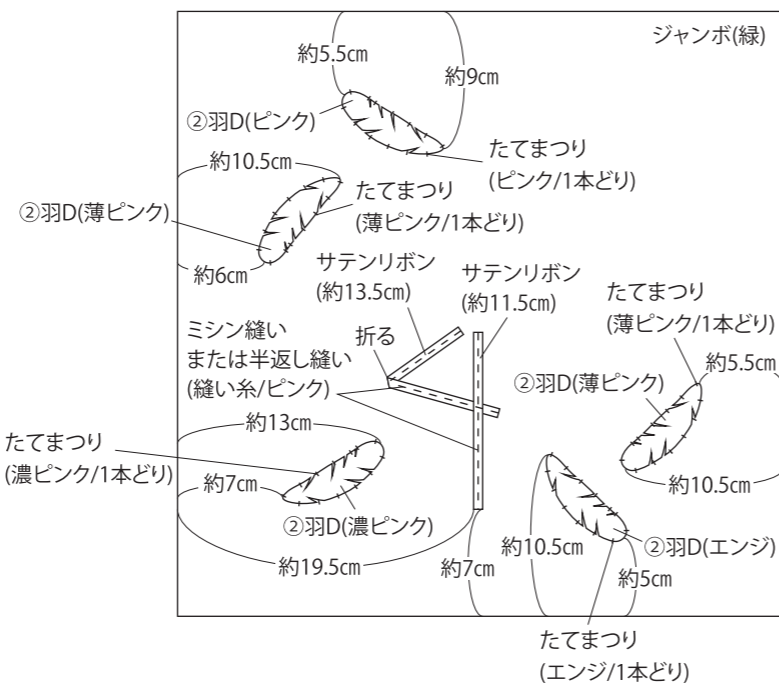 ジャンボ(緑)
約5.5㎝
約9㎝
②羽D(ピンク)
たてまつり
(ピンク/1本どり)
約10.5㎝
②羽D(薄ピンク)
たてまつり
(薄ピンク/1本どり)
約6㎝
サテンリボン
(約13.5㎝)
サテンリボン
(約11.5㎝)
ミシン縫い
または半返し縫い
(縫い糸/ピンク)
折る
たてまつり
(薄ピンク/1本どり)
約5.5㎝
②羽D(薄ピンク)
約10.5㎝
約13㎝
たてまつり
(濃ピンク/1本どり)
約7㎝
②羽D(濃ピンク)
約19.5㎝
約7㎝
約10.5㎝
②羽D(エンジ)
約5㎝
たてまつり
(エンジ/1本どり)